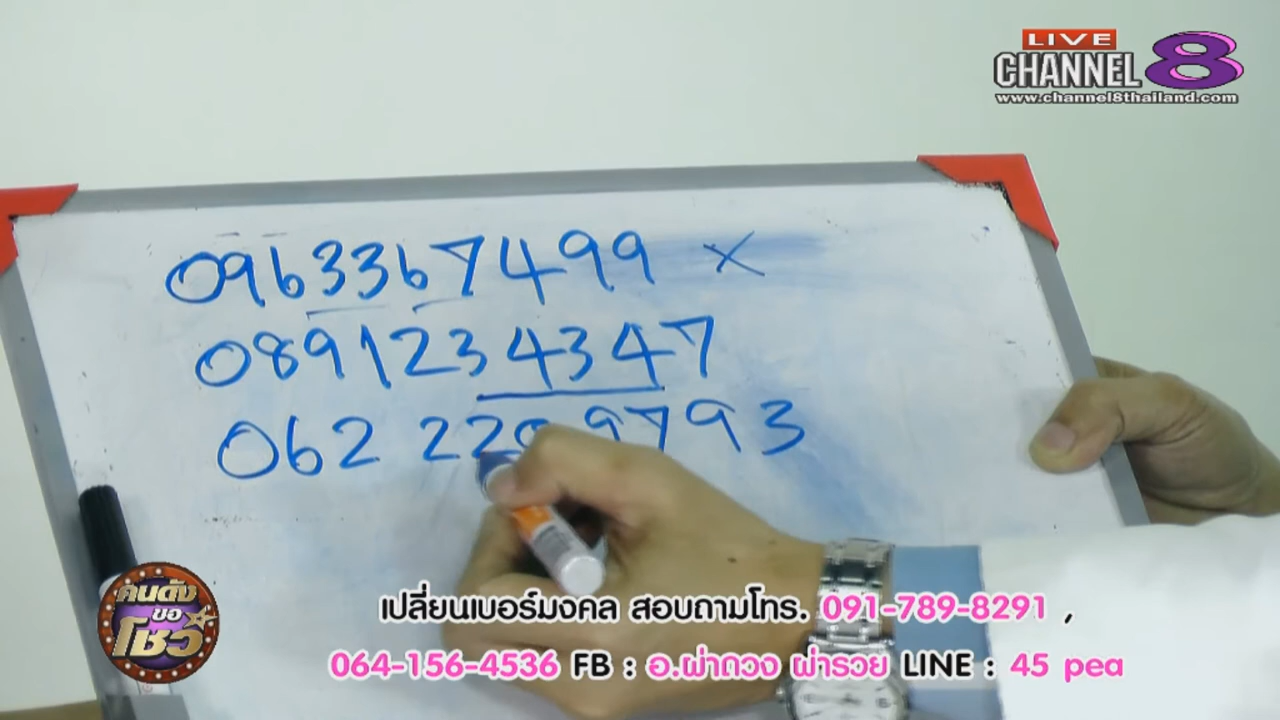 LIVE
CHANNEL 8
www.channel8thailand.com
0963367499 X
0891234347
062 22 9793
คนดัง
ขอ
โชว์
เปลี่ยนเบอร์มงคล สอบถามโทร. 091-789-8291 ,
064-156-4536 FB : อ.ผ่าดวง ผ่ารวย LINE : 45 pea